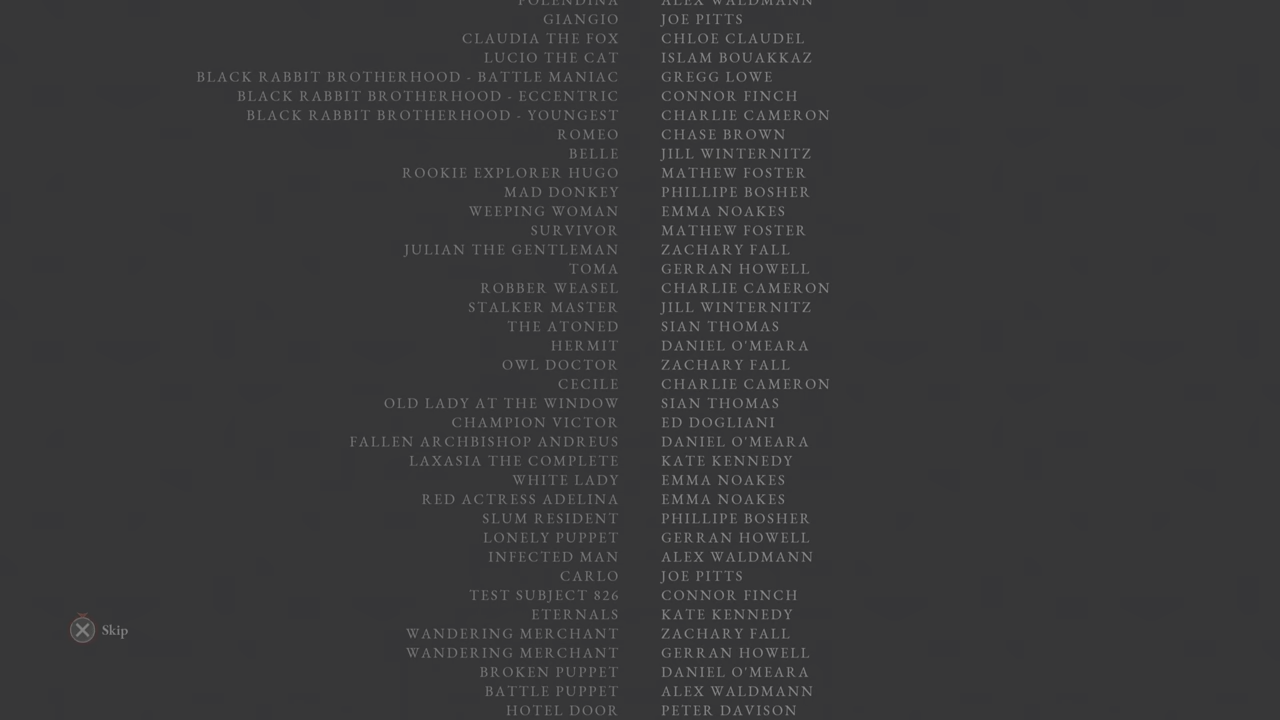 POLENDINA ALEX WALDMANN
GIANGIO JOE PITTS
CLAUDIA THE FOX CHLOE CLAUDEL
LUCIO THE CAT ISLAM BOUAKKAZ
BLACK RABBIT BROTHERHOOD - BATTLE MANIAC GREGG LOWE
BLACK RABBIT BROTHERHOOD - ECCENTRIC CONNOR FINCH
BLACK RABBIT BROTHERHOOD - YOUNGEST CHARLIE CAMERON
ROMEO CHASE BROWN
BELLE JILL WINTERNITZ
ROOKIE EXPLORER HUGO MATHEW FOSTER
MAD DONKEY PHILLIPE BOSHER
WEEPING WOMAN EMMA NOAKES
SURVIVOR MATHEW FOSTER
JULIAN THE GENTLEMAN ZACHARY FALL
TOMA GERRAN HOWELL
ROBBER WEASEL CHARLIE CAMERON
STALKER MASTER JILL WINTERNITZ
THE ATONED SIAN THOMAS
HERMIT DANIEL O'MEARA
OWL DOCTOR ZACHARY FALL
CECILE CHARLIE CAMERON
OLD LADY AT THE WINDOW SIAN THOMAS
CHAMPION VICTOR ED DOGLIANI
FALLEN ARCHBISHOP ANDREUS DANIEL O'MEARA
LAXASIA THE COMPLETE KATE KENNEDY
WHITE LADY EMMA NOAKES
RED ACTRESS ADELINA EMMA NOAKES
SLUM RESIDENT PHILLIPE BOSHER
LONELY PUPPET GERRAN HOWELL
INFECTED MAN ALEX WALDMANN
CARLO JOE PITTS
TEST SUBJECT 826 CONNOR FINCH
ETERNALS KATE KENNEDY
WANDERING MERCHANT ZACHARY FALL
WANDERING MERCHANT GERRAN HOWELL
BROKEN PUPPET DANIEL O'MEARA
BATTLE PUPPET ALEX WALDMANN
HOTEL DOOR PETER DAVISON
Skip